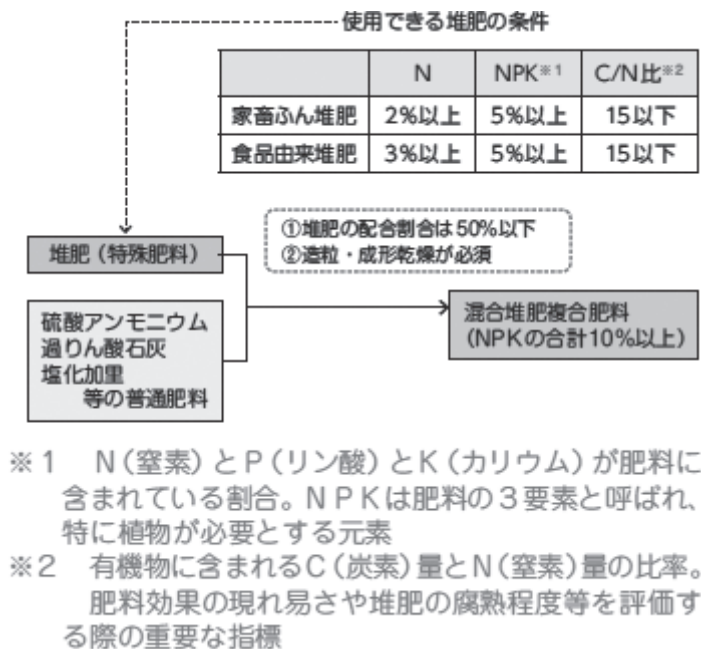 使用できる堆肥の条件
N NPK※1 C/N比※2
家畜ふん堆肥 2%以上 5%以上 15以下
食品由来堆肥 3%以上 5%以上 15以下
①堆肥の配合割合は50%以下
②造粒・成形乾燥が必須
堆肥（特殊肥料）
硫酸アンモニウム
過りん酸石灰
塩化加里
等の普通肥料
混合堆肥複合肥料
（NPKの合計10%以上）
※1 N（窒素）とP（リン酸）とK（カリウム）が肥料に
含まれている割合。NPKは肥料の3要素と呼ばれ、
特に植物が必要とする元素
※2 有機物に含まれるC（炭素）量とN（窒素）量の比率。
肥料効果の現れ易さや堆肥の腐熟程度等を評価す
る際の重要な指標